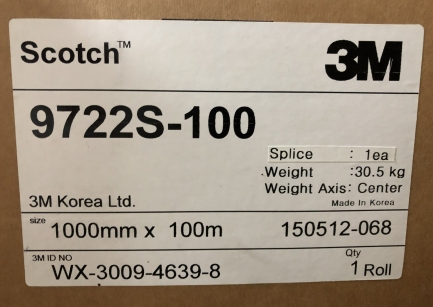 Scotch™ 3M
9722S-100
Splice : 1ea
Weight :30.5 kg
Weight Axis: Center
3M Korea Ltd. Made In Korea
size 1000mm x 100m 150512-068
3M ID NO WX-3009-4639-8 Qty 1 Roll